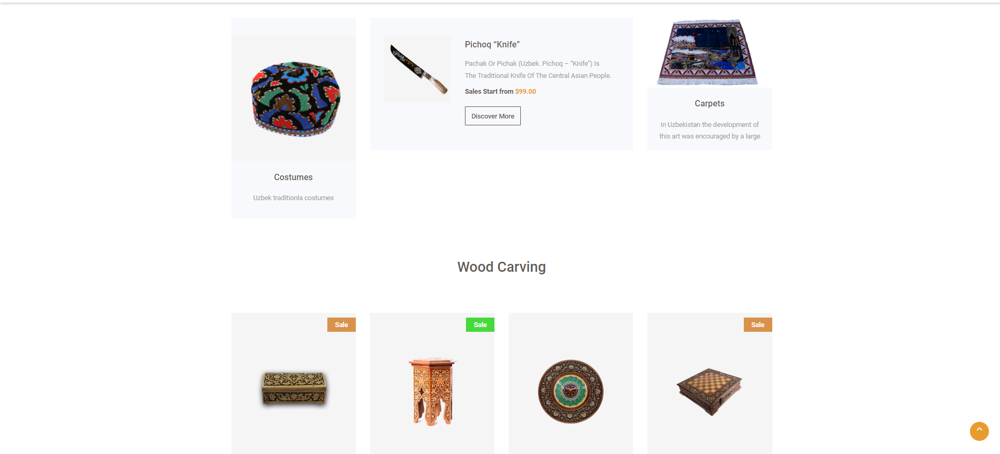 Costumes
Uzbek traditionla costumes
Pichoq “Knife”
Pachak Or Pichak (Uzbek. Pichoq – “Knife”) Is
The Traditional Knife Of The Central Asian People.
Sales Start from $99.00
Discover More
Carpets
In Uzbekistan the development of
this art was encouraged by a large
Wood Carving
Sale
Sale
Sale